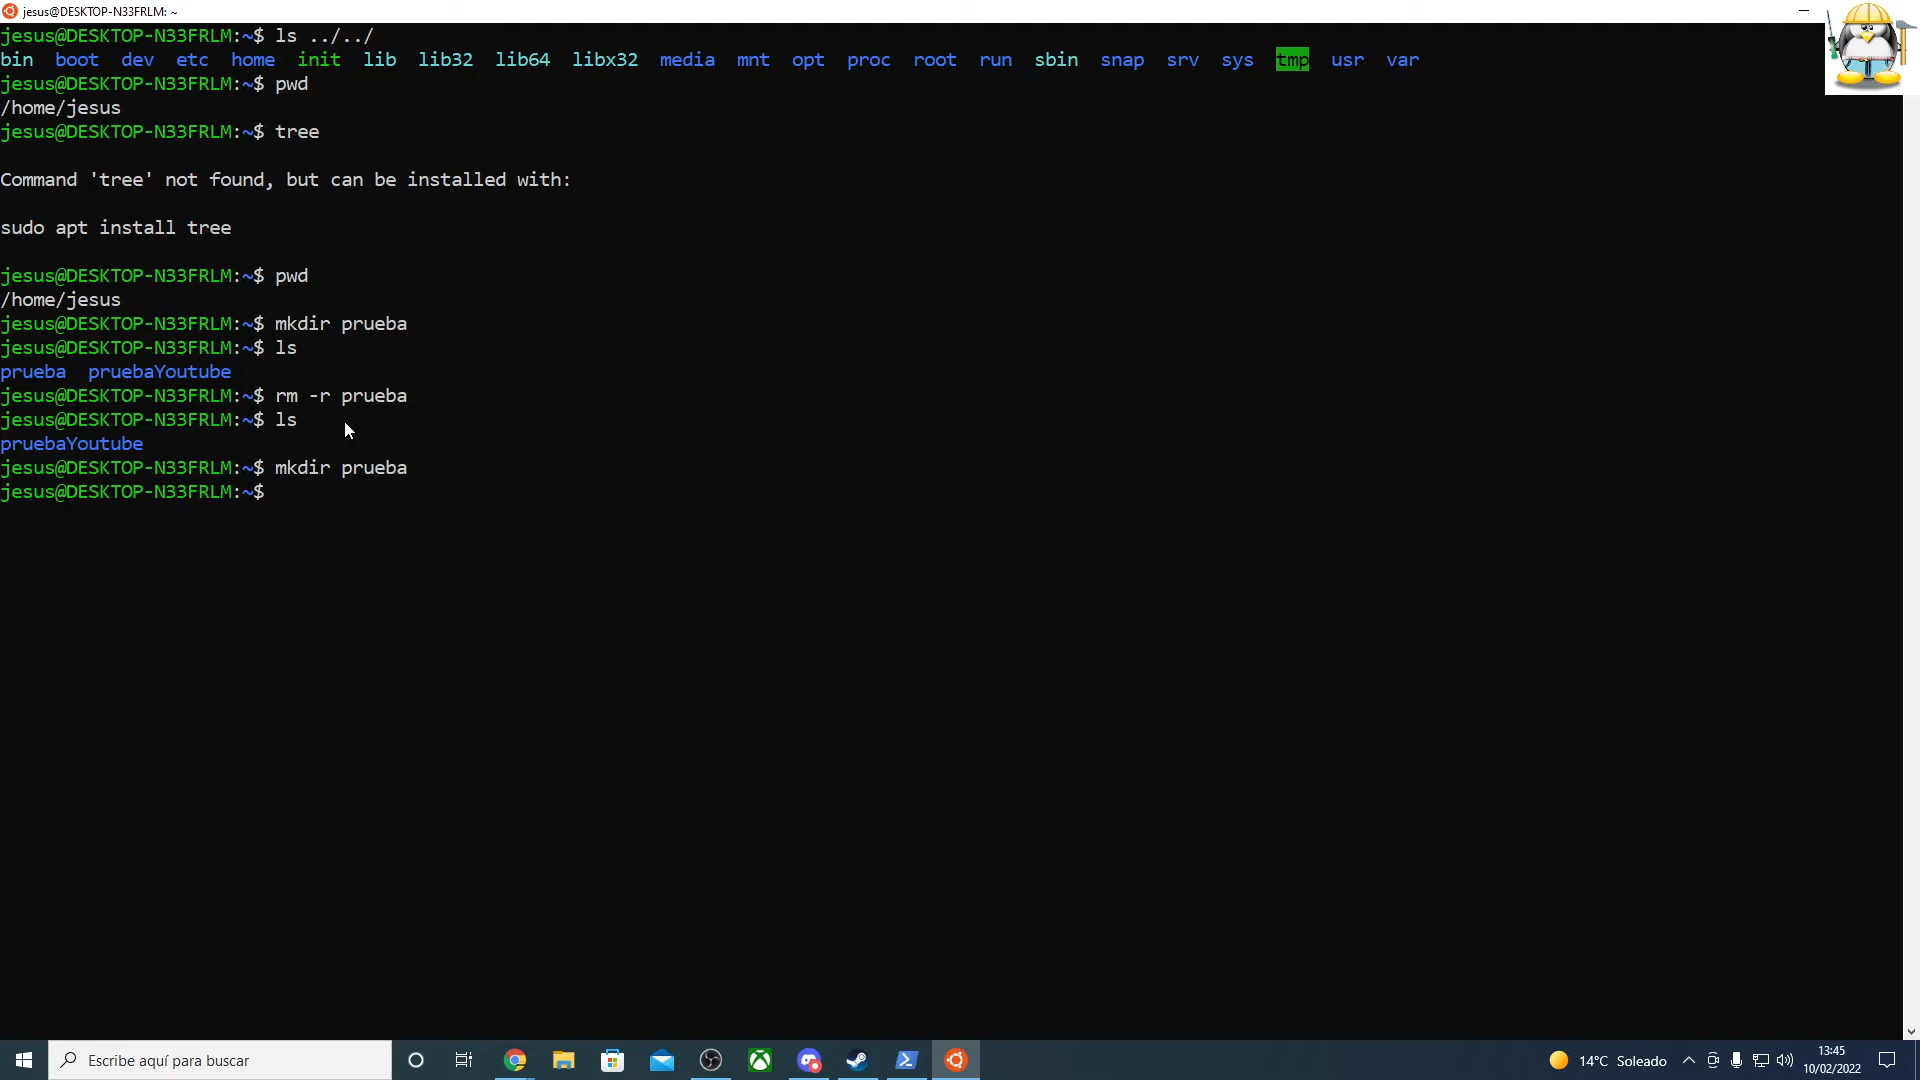 jesus@DESKTOP-N33FRLM: ~
jesus@DESKTOP-N33FRLM:~$ ls ../../
bin  boot  dev  etc  home  init  lib  lib32  lib64  libx32  media  mnt  opt  proc  root  run  sbin  snap  srv  sys  tmp  usr  var
jesus@DESKTOP-N33FRLM:~$ pwd
/home/jesus
jesus@DESKTOP-N33FRLM:~$ tree
Command 'tree' not found, but can be installed with:
sudo apt install tree
jesus@DESKTOP-N33FRLM:~$ pwd
/home/jesus
jesus@DESKTOP-N33FRLM:~$ mkdir prueba
jesus@DESKTOP-N33FRLM:~$ ls
prueba  pruebaYoutube
jesus@DESKTOP-N33FRLM:~$ rm -r prueba
jesus@DESKTOP-N33FRLM:~$ ls
pruebaYoutube
jesus@DESKTOP-N33FRLM:~$ mkdir prueba
jesus@DESKTOP-N33FRLM:~$
Escribe aquí para buscar
14°C Soleado
13:45
10/02/2022